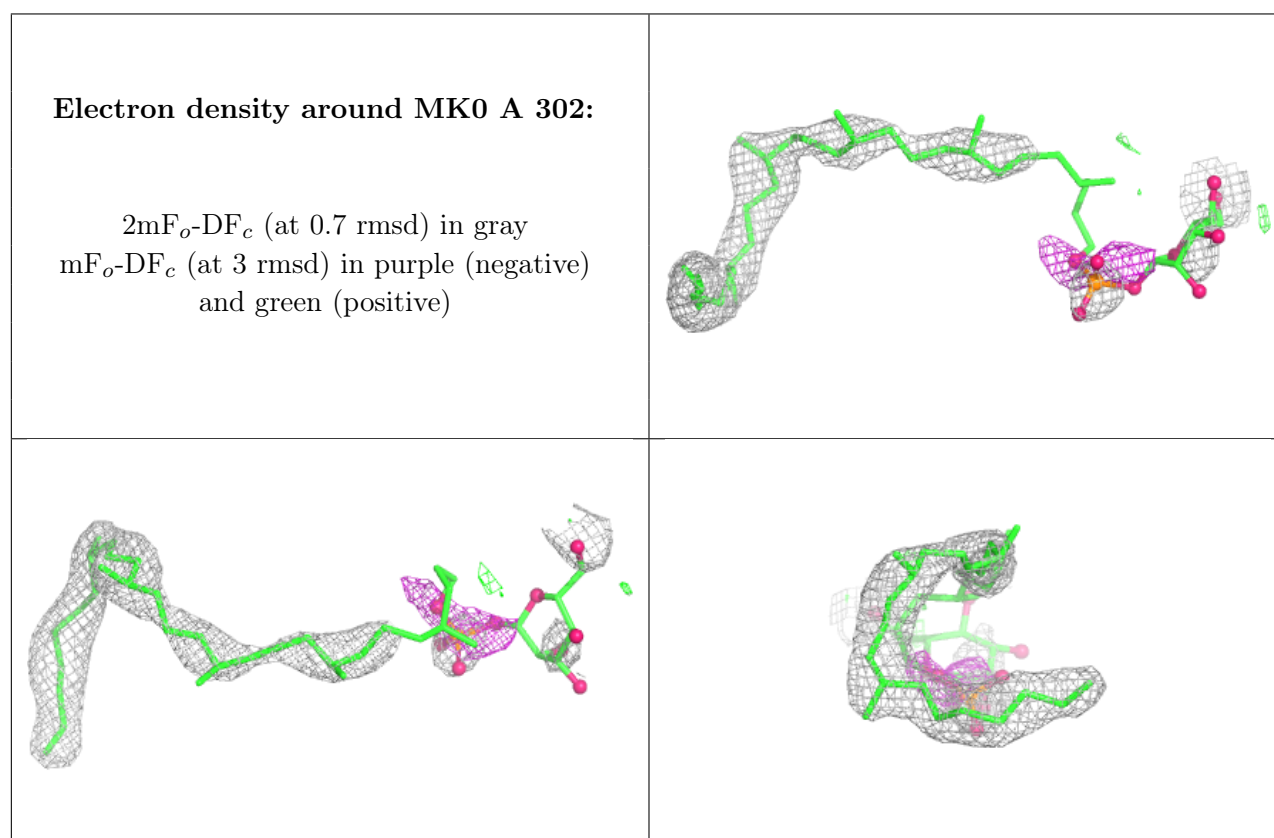 Electron density around MK0 A 302:
2mFo-DFc (at 0.7 rmsd) in gray
mFo-DFc (at 3 rmsd) in purple (negative)
and green (positive)